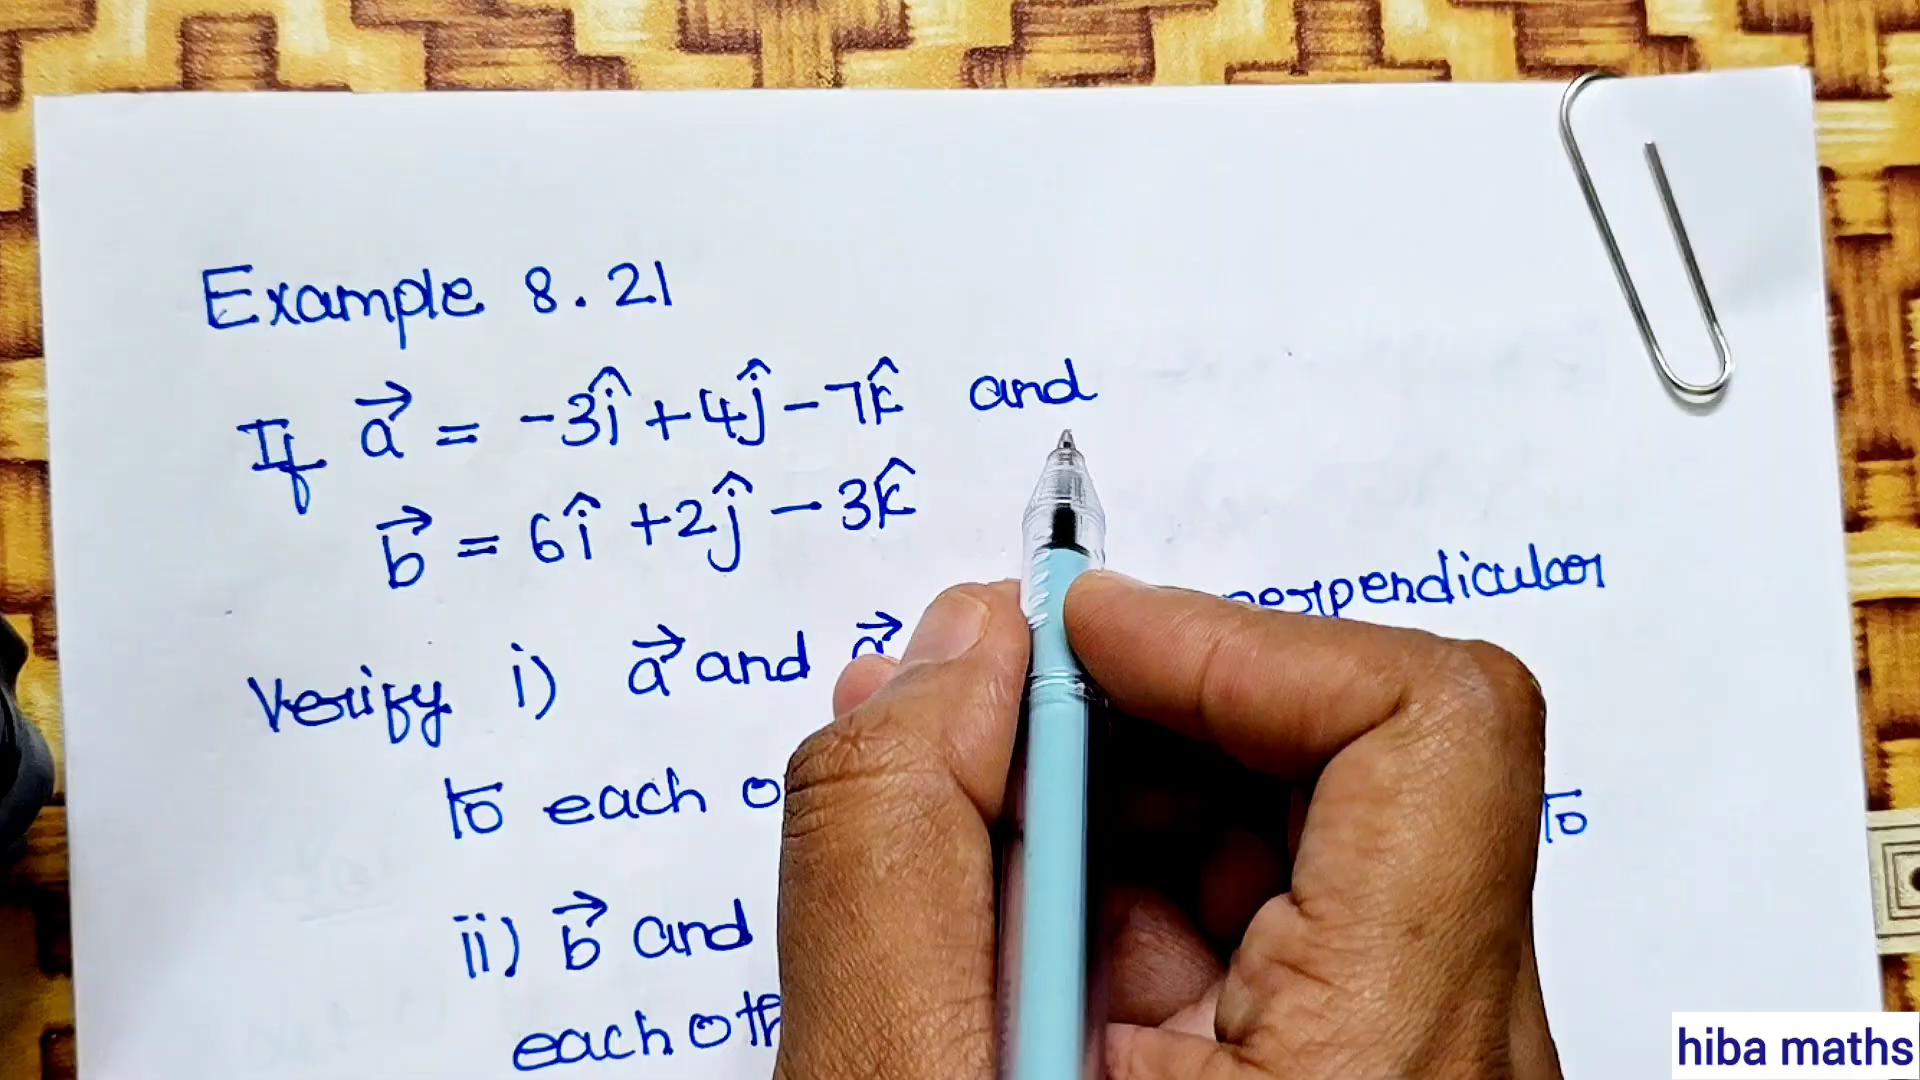 Example 8.21
If a⃗ = -3î + 4ĵ - 7k̂ and
b⃗ = 6î + 2ĵ - 3k̂
Verify i) a⃗ and a⃗ perpendicular
to each to
ii) b⃗ and
each
hiba maths